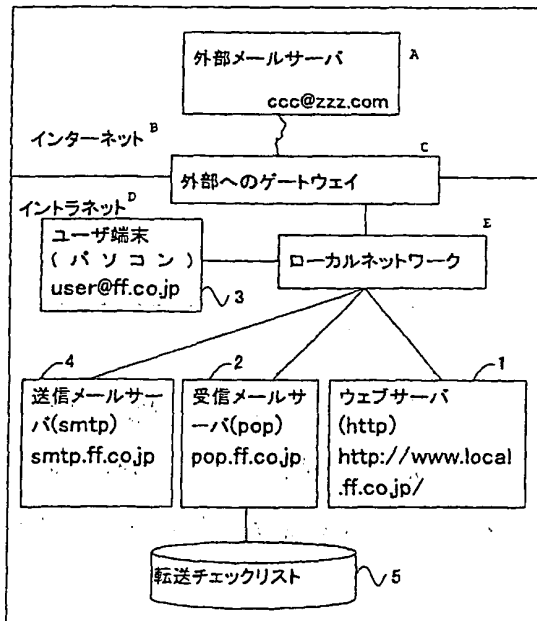 外部メールサーバ A
ccc@zzz.com
インターネット B
C
外部へのゲートウェイ
イントラネット D
ユーザ端末
(パソコン)
user@ff.co.jp
3
E
ローカルネットワーク
4
送信メールサー
バ(smtp)
smtp.ff.co.jp
2
受信メールサ
ーバ(pop)
pop.ff.co.jp
1
ウェブサーバ
(http)
http://www.local
.ff.co.jp/
転送チェックリスト
5